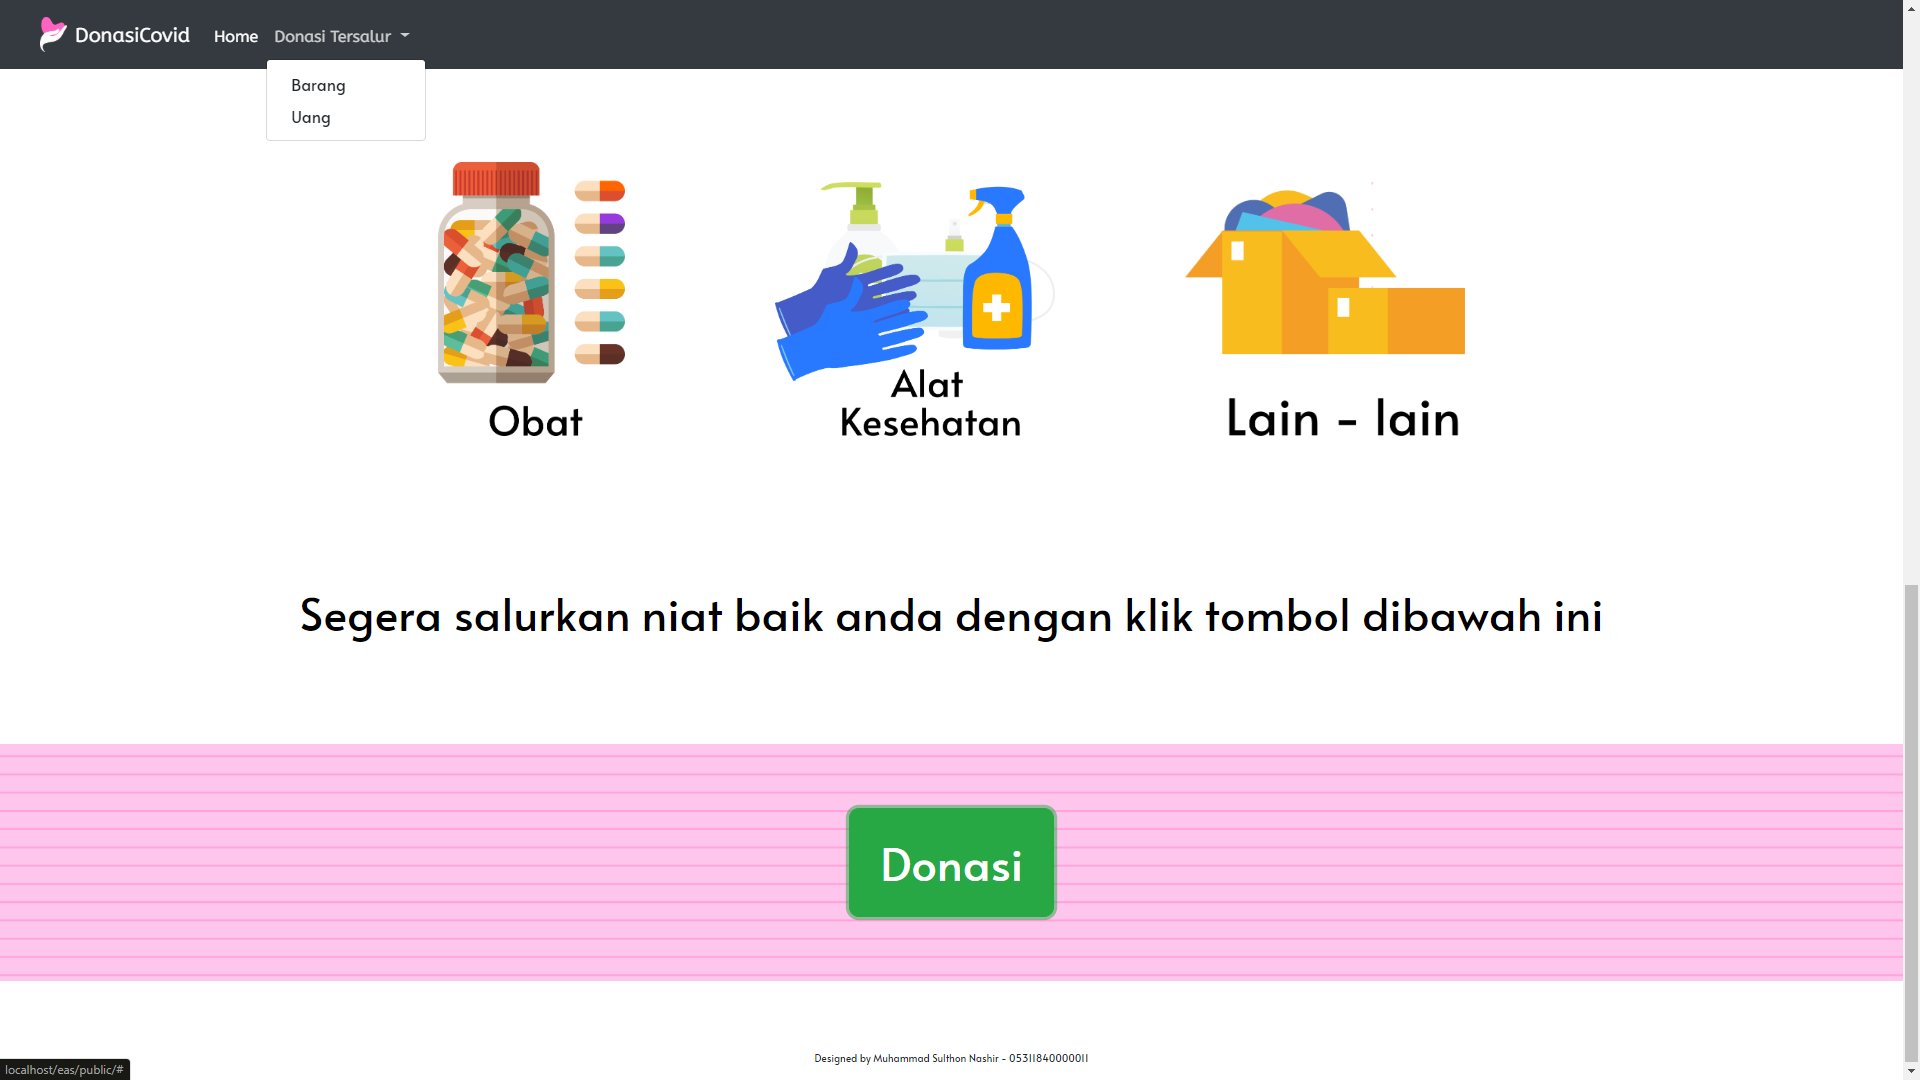 DonasiCovid
Home
Donasi Tersalur
Barang
Uang
Obat
Alat
Kesehatan
Lain - lain
Segera salurkan niat baik anda dengan klik tombol dibawah ini
Donasi
Designed by Muhammad Sulthon Nashir - 05311840000011
localhost/eas/public/#